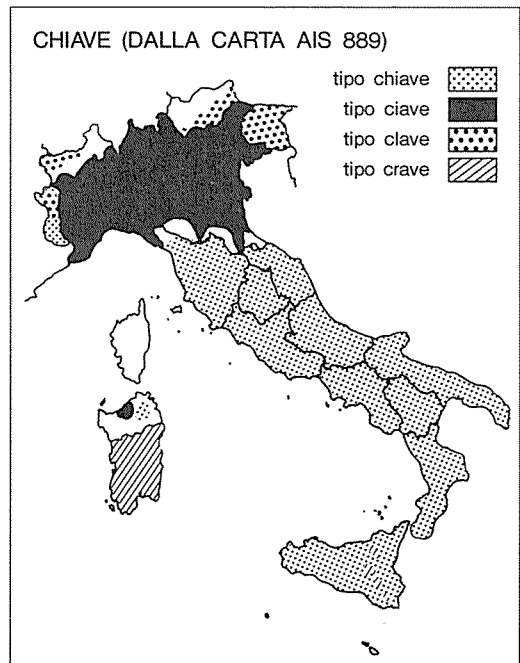 CHIAVE (DALLA CARTA AIS 889)
tipo chiave
tipo ciave
tipo clave
tipo crave